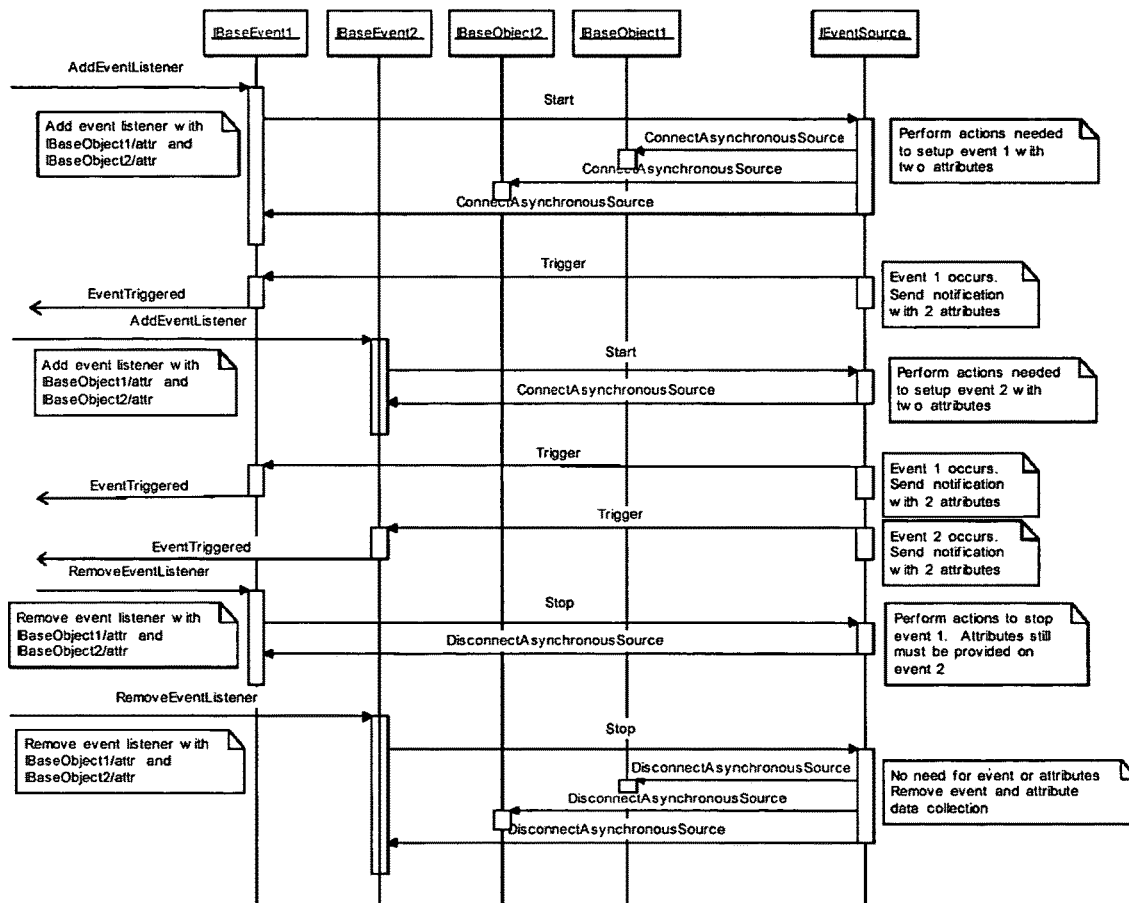 IBaseEvent1
IBaseEvent2
IBaseObject2
IBaseObject1
IEventSource
AddEventListener
Start
Add event listener with
IBaseObject1/attr and
IBaseObject2/attr
ConnectAsynchronousSource
ConnectAsynchronousSource
ConnectAsynchronousSource
Perform actions needed
to setup event 1 with
two attributes
Trigger
Event 1 occurs.
Send notification
with 2 attributes
EventTriggered
AddEventListener
Start
Add event listener with
IBaseObject1/attr and
IBaseObject2/attr
ConnectAsynchronousSource
Perform actions needed
to setup event 2 with
two attributes
Trigger
Event 1 occurs.
Send notification
with 2 attributes
EventTriggered
Trigger
Event 2 occurs.
Send notification
with 2 attributes
EventTriggered
RemoveEventListener
Stop
Remove event listener with
IBaseObject1/attr and
IBaseObject2/attr
DisconnectAsynchronousSource
Perform actions to stop
event 1. Attributes still
must be provided on
event 2
RemoveEventListener
Stop
Remove event listener with
IBaseObject1/attr and
IBaseObject2/attr
DisconnectAsynchronousSource
DisconnectAsynchronousSource
DisconnectAsynchronousSource
No need for event or attributes
Remove event and attribute
data collection